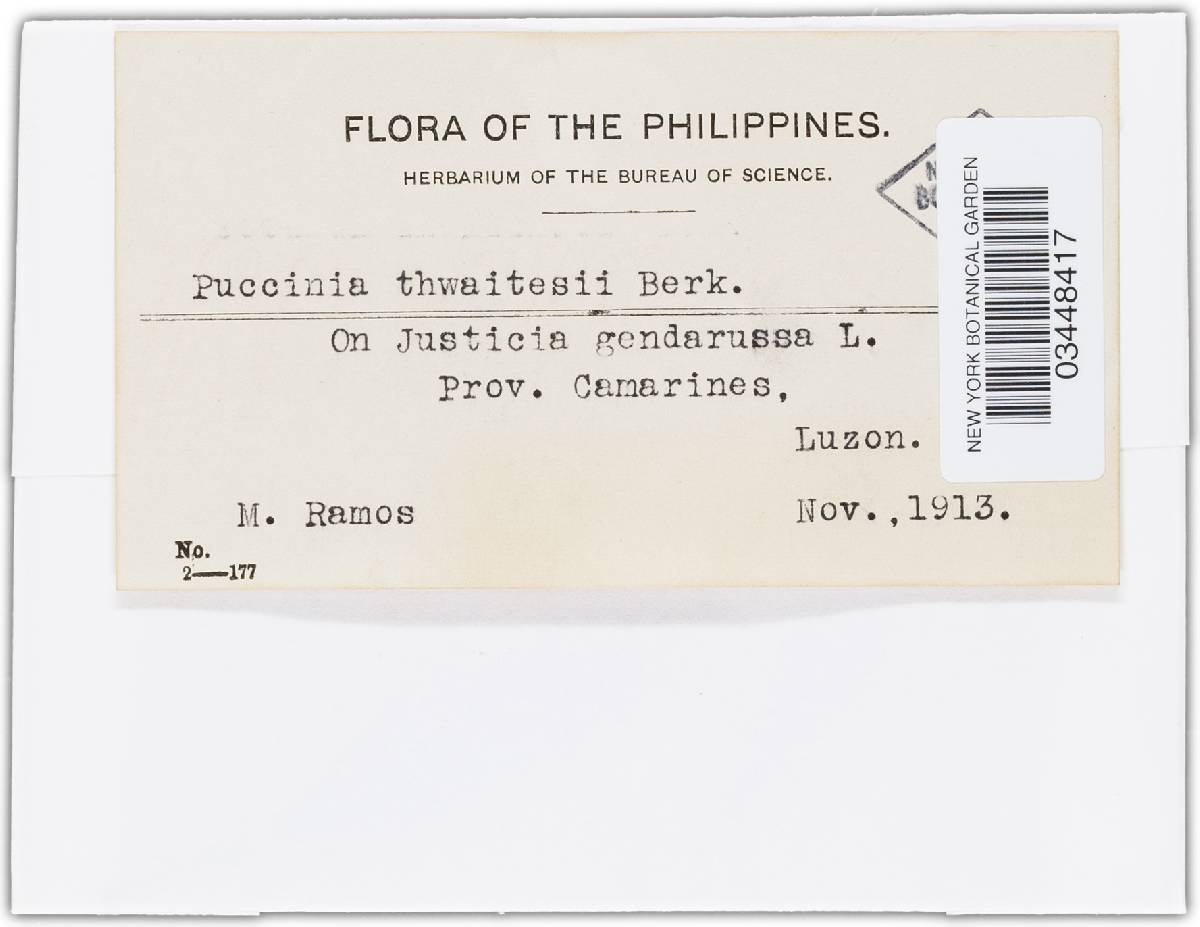 FLORA OF THE PHILIPPINES.
HERBARIUM OF THE BUREAU OF SCIENCE.
Puccinia thwaitesii Berk.
On Justicia gendarussa L.
Prov. Camarines,
Luzon.
M. Ramos
Nov.,1913.
No.
2—177
NEW YORK BOTANICAL GARDEN
03448417